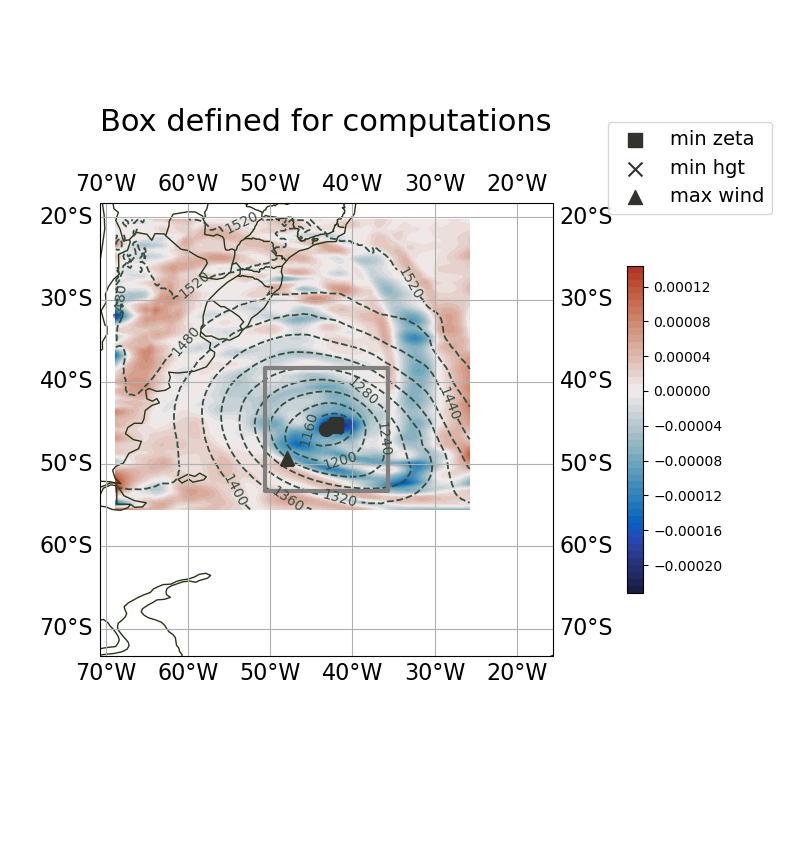 Box defined for computations
min zeta
min hgt
max wind
70°W 60°W 50°W 40°W 30°W 20°W
20°S 20°S
30°S 30°S
40°S 40°S
50°S 50°S
60°S 60°S
70°S 70°S
70°W 60°W 50°W 40°W 30°W 20°W
1520
1520
1520
1480
1280
1440
1160
1240
1200
1400
1360
1320
0.00012
0.00008
0.00004
0.00000
−0.00004
−0.00008
−0.00012
−0.00016
−0.00020